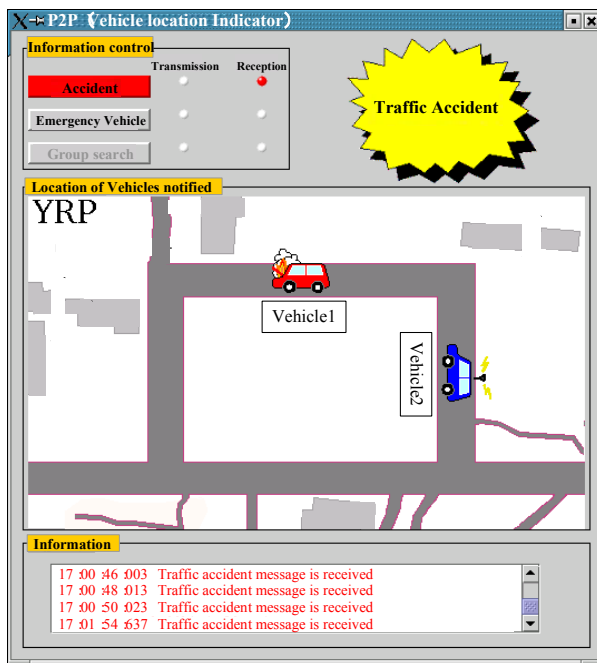 P2P (Vehicle location Indicator)
Information control
Transmission Reception
Accident
Emergency Vehicle
Group search
Traffic Accident
Location of Vehicles notified
YRP
Vehicle1
Vehicle2
Information
17 :00 :46 :003 Traffic accident message is received
17 :00 :48 :013 Traffic accident message is received
17 :00 :50 :023 Traffic accident message is received
17 :01 :54 :637 Traffic accident message is received